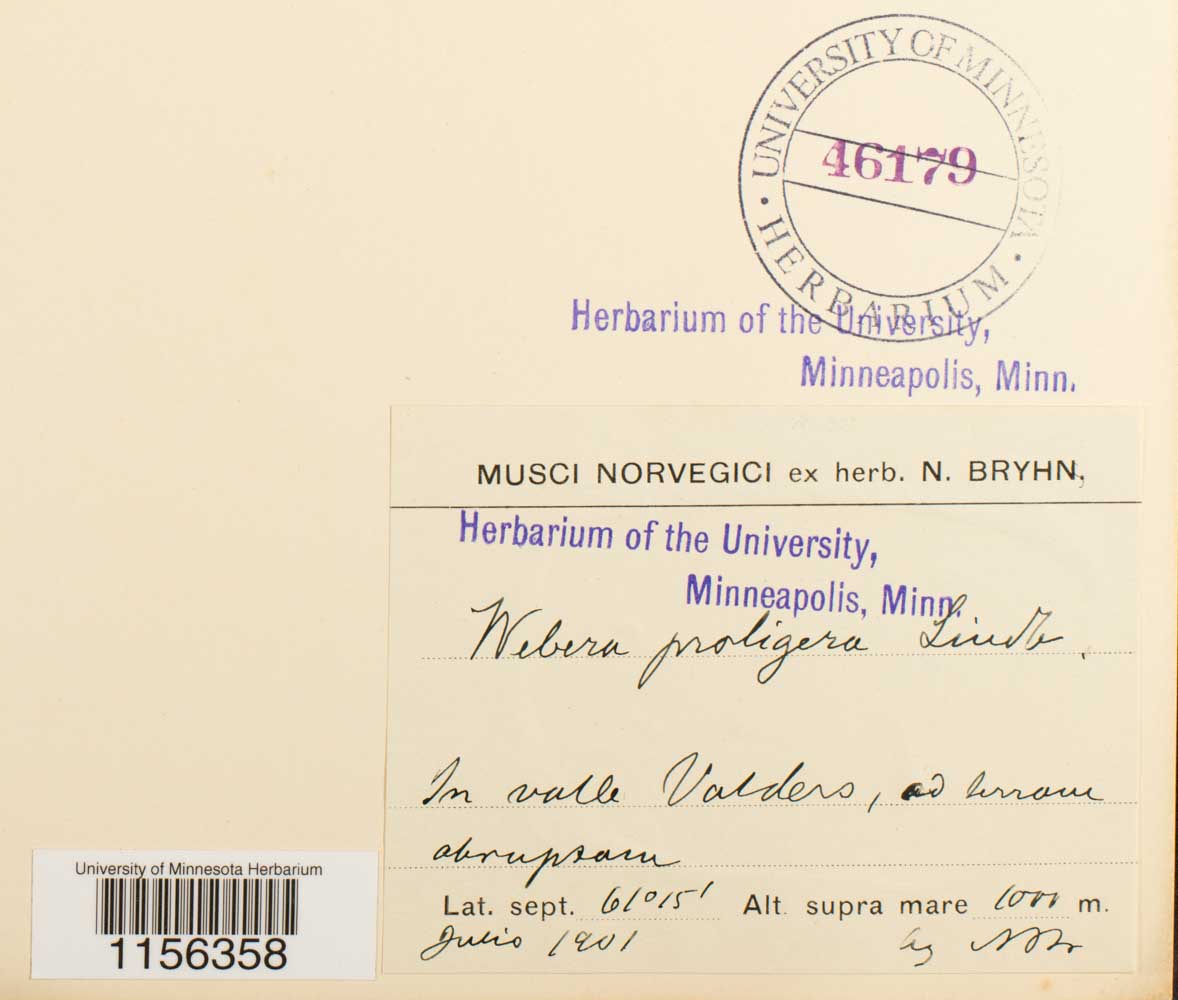 UNIVERSITY OF MINNESOTA
46179
HERBARIUM
Herbarium of the University,
Minneapolis, Minn.
MUSCI NORVEGICI ex herb. N. BRYHN,
Herbarium of the University,
Minneapolis, Minn.
Webera proligera Lindb.
In valle Valders, ad terram
abruptam
Lat. sept. 61°15' Alt. supra mare 1000 m.
Julio 1901
University of Minnesota Herbarium
1156358